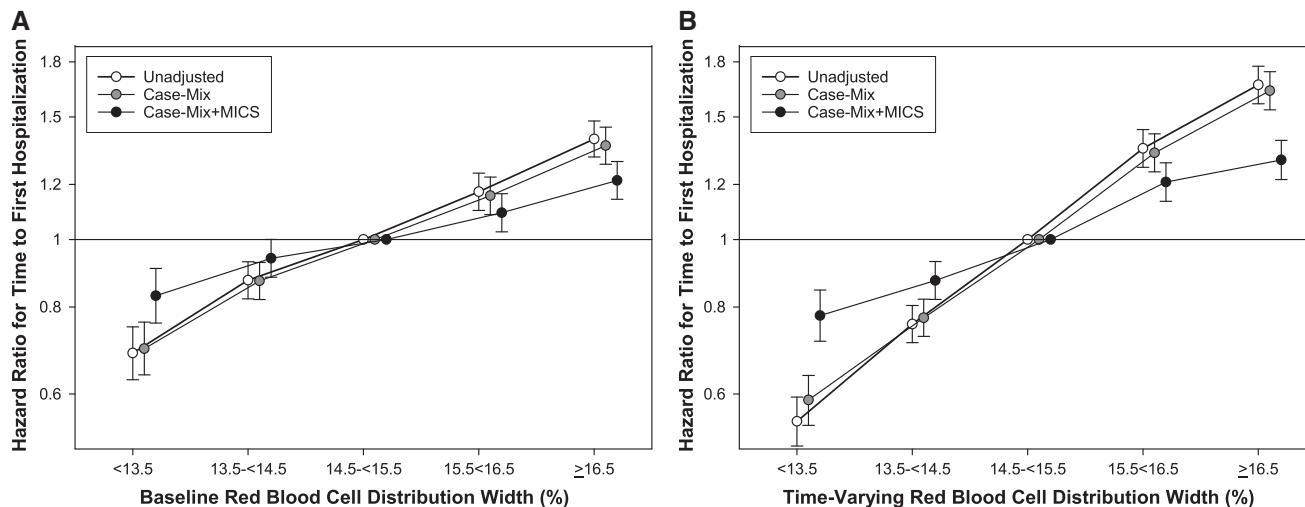 A
Hazard Ratio for Time to First Hospitalization
1.8
1.5
1.2
1
0.8
0.6
Unadjusted
Case-Mix
Case-Mix+MICS
<13.5
13.5-<14.5
14.5-<15.5
15.5<16.5
≥16.5
Baseline Red Blood Cell Distribution Width (%)
B
Hazard Ratio for Time to First Hospitalization
1.8
1.5
1.2
1
0.8
0.6
Unadjusted
Case-Mix
Case-Mix+MICS
<13.5
13.5-<14.5
14.5-<15.5
15.5<16.5
≥16.5
Time-Varying Red Blood Cell Distribution Width (%)